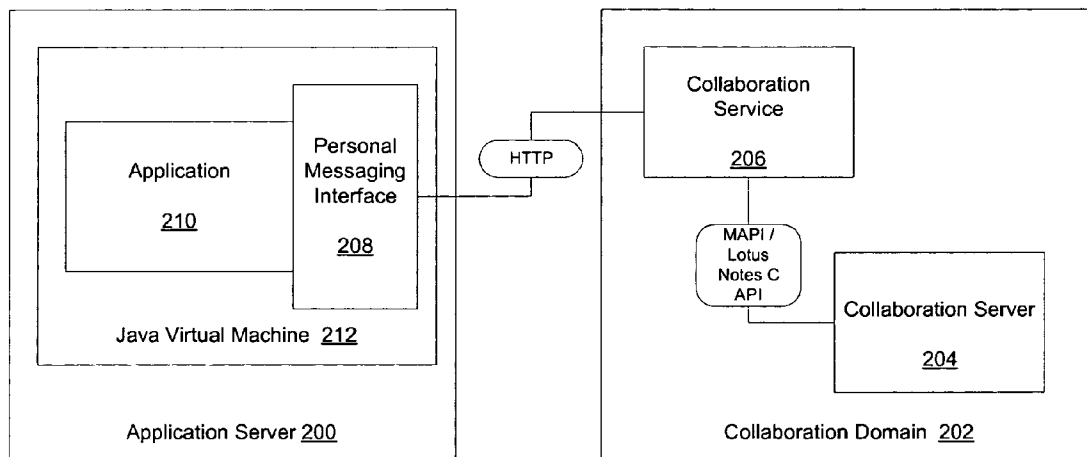 Application
210
Personal
Messaging
Interface
208
Java Virtual Machine 212
Application Server 200
HTTP
Collaboration
Service
206
MAPI /
Lotus
Notes C
API
Collaboration Server
204
Collaboration Domain 202